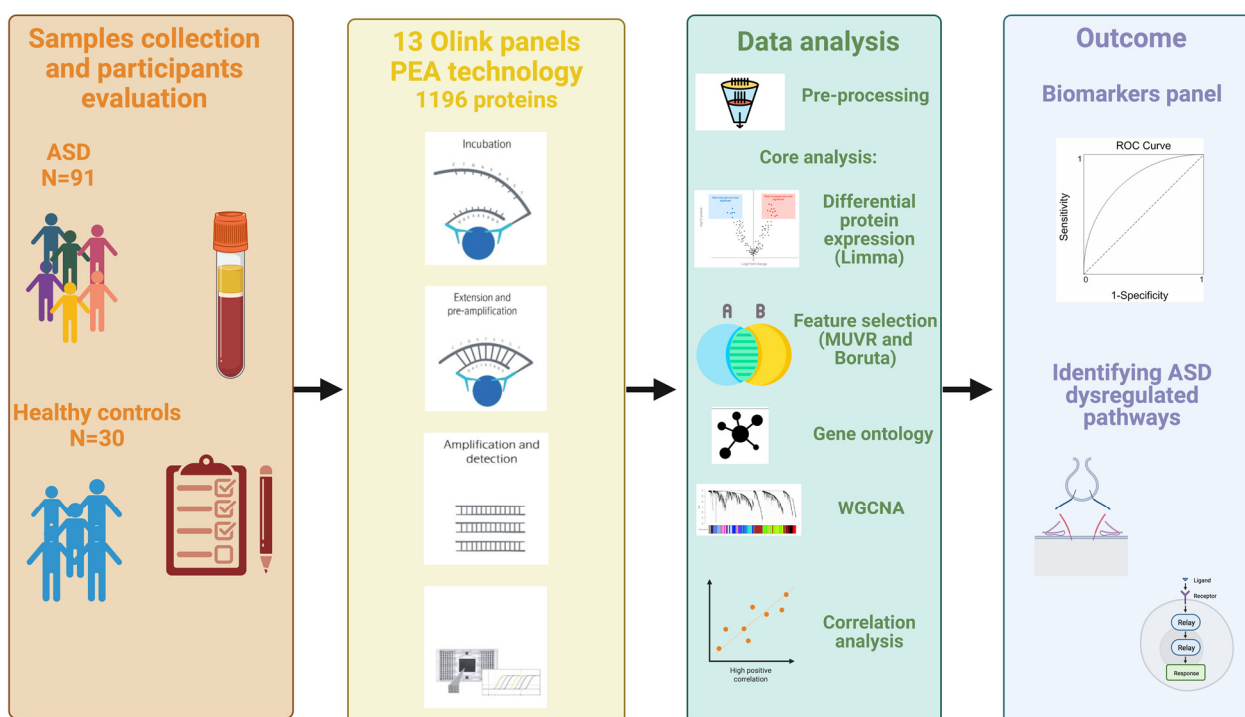 Samples collection
and participants
evaluation
ASD
N=91
Healthy controls
N=30
13 Olink panels
PEA technology
1196 proteins
Incubation
Extension and
pre-amplification
Amplification and
detection
Data analysis
Pre-processing
Core analysis:
Differential
protein
expression
(Limma)
A B
Feature selection
(MUVR and
Boruta)
Gene ontology
WGCNA
Correlation
analysis
High positive
correlation
Outcome
Biomarkers panel
ROC Curve
1
Sensitivity
0
1
1-Specificity
Identifying ASD
dysregulated
pathways
Ligand
Receptor
Relay
Relay
Response